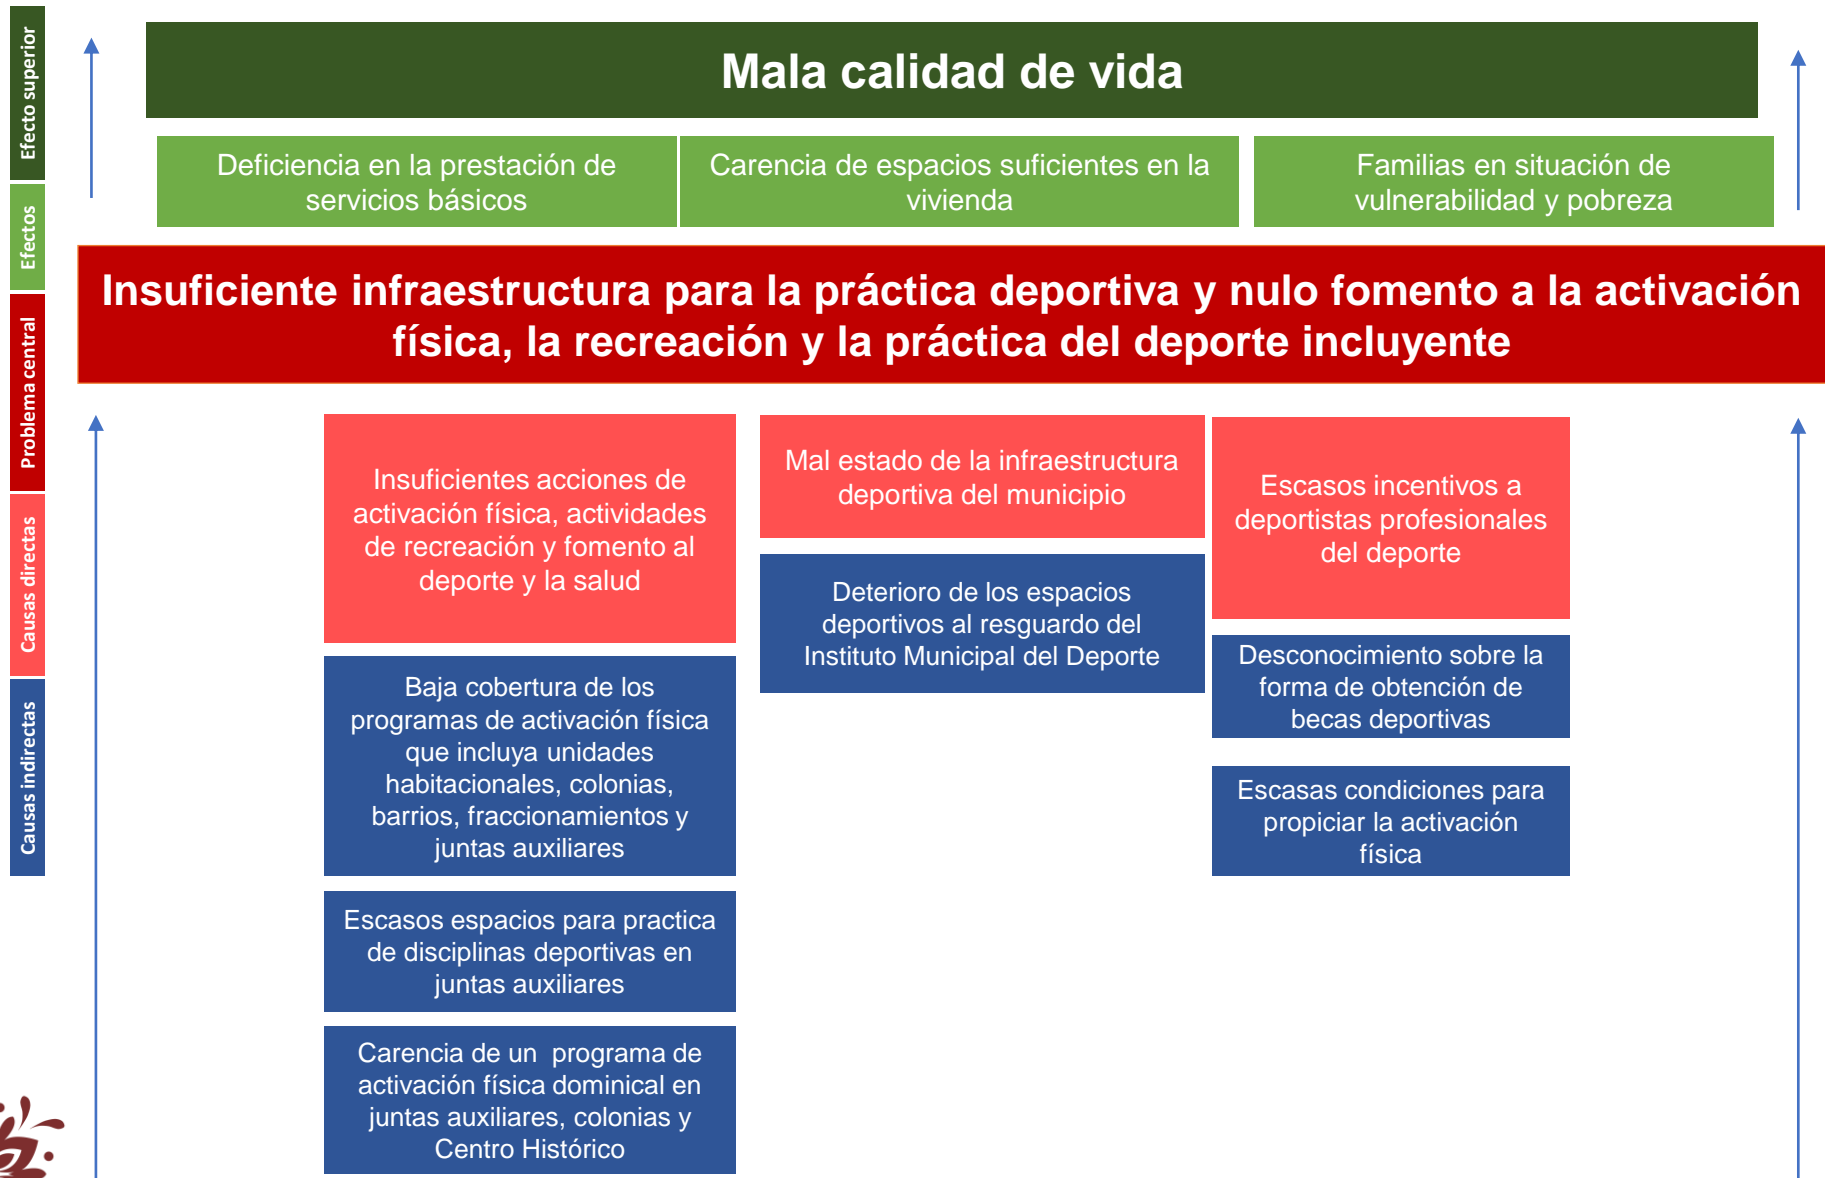 Efecto superior
Mala calidad de vida
Efectos
Deficiencia en la prestación de
servicios básicos
Carencia de espacios suficientes en la
vivienda
Familias en situación de
vulnerabilidad y pobreza
Problema central
Insuficiente infraestructura para la práctica deportiva y nulo fomento a la activación
física, la recreación y la práctica del deporte incluyente
Causas directas
Insuficientes acciones de
activación física, actividades
de recreación y fomento al
deporte y la salud
Mal estado de la infraestructura
deportiva del municipio
Escasos incentivos a
deportistas profesionales
del deporte
Causas indirectas
Baja cobertura de los
programas de activación física
que incluya unidades
habitacionales, colonias,
barrios, fraccionamientos y
juntas auxiliares
Escasos espacios para practica
de disciplinas deportivas en
juntas auxiliares
Carencia de un  programa de
activación física dominical en
juntas auxiliares, colonias y
Centro Histórico
Deterioro de los espacios
deportivos al resguardo del
Instituto Municipal del Deporte
Desconocimiento sobre la
forma de obtención de
becas deportivas
Escasas condiciones para
propiciar la activación
física